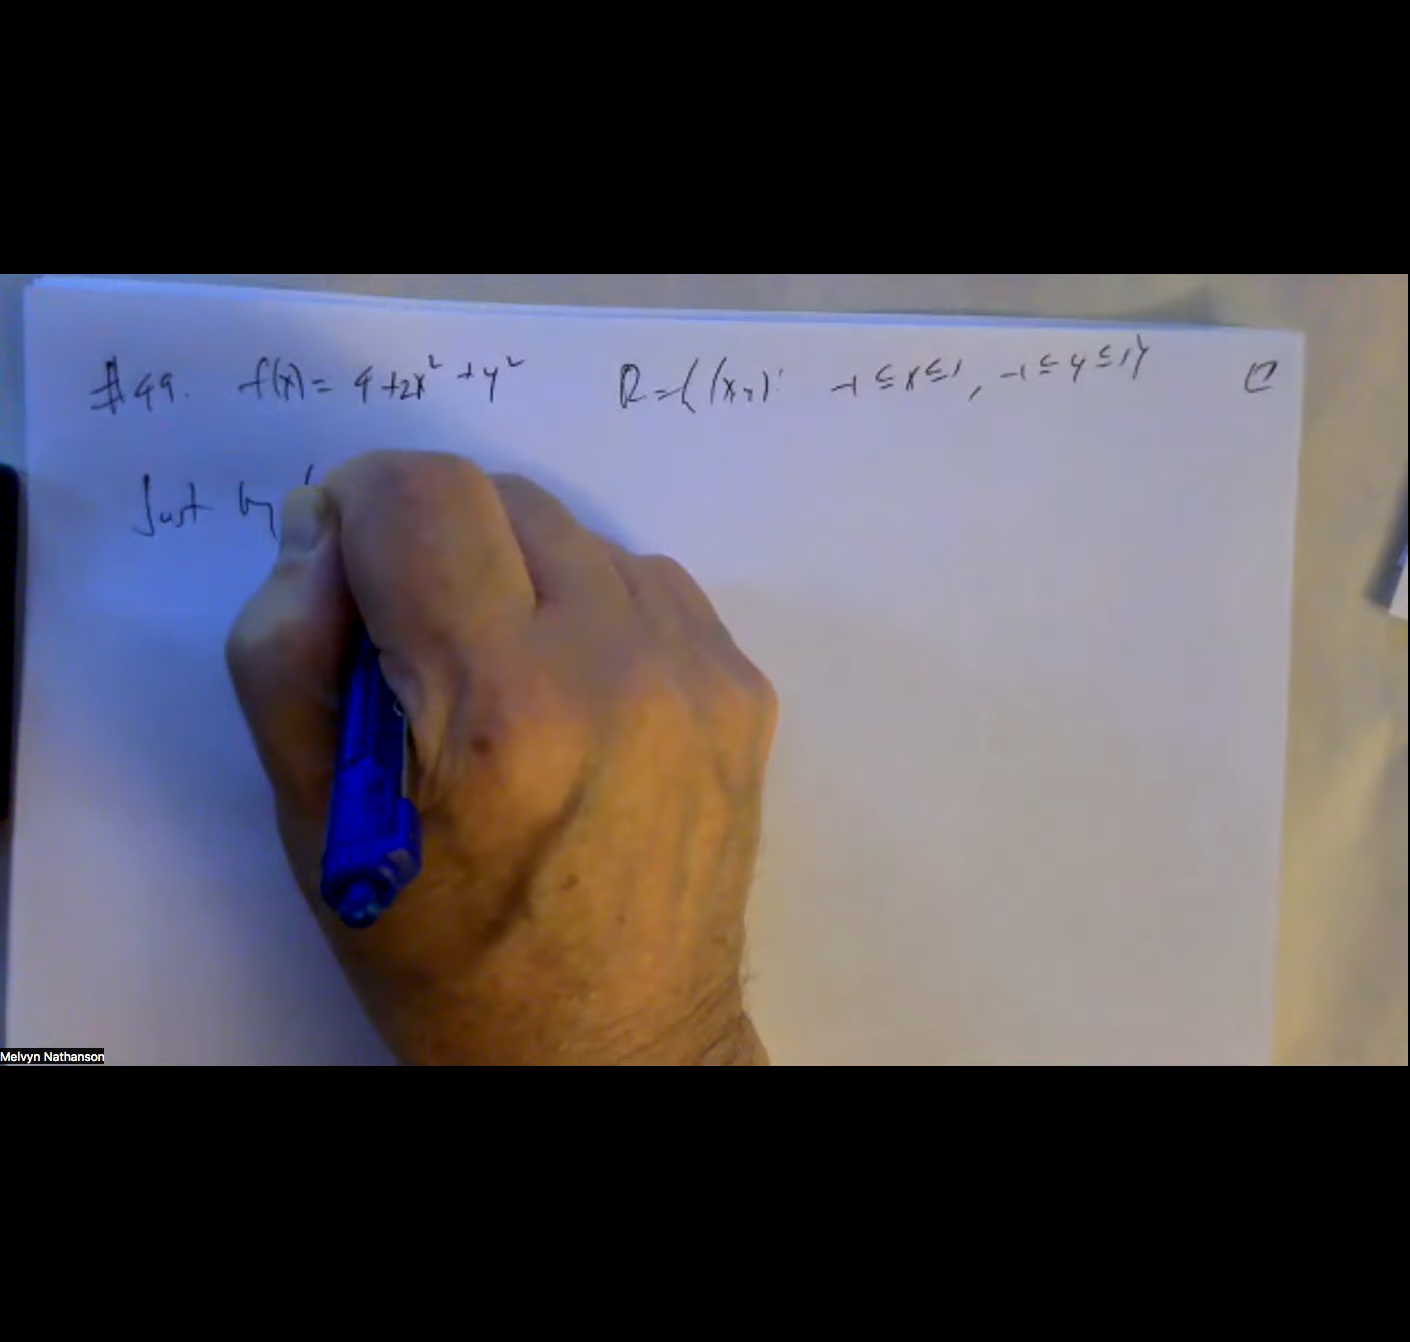 #49. f(x) = 4 + 2x² + y² R = { (x,y): -1 ≤ x ≤ 1, -1 ≤ y ≤ 1}
Just by
Melvyn Nathanson